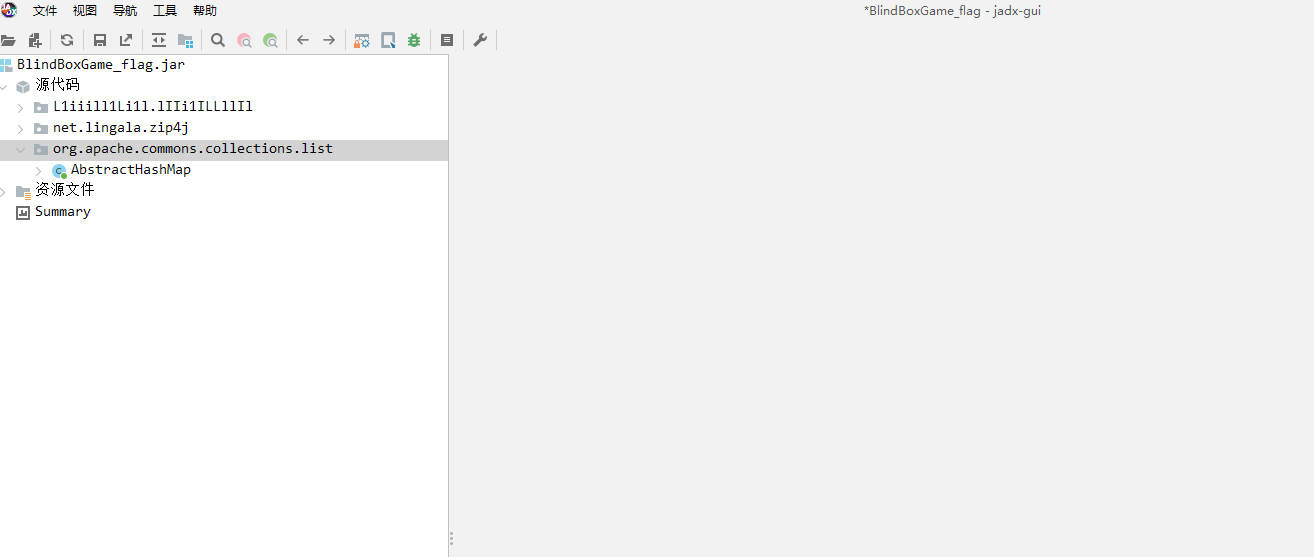 文件 视图 导航 工具 帮助 *BlindBoxGame_flag - jadx-gui
BlindBoxGame_flag.jar
源代码
L1iiill1Li1l.lIIi1ILLllIl
net.lingala.zip4j
org.apache.commons.collections.list
AbstractHashMap
资源文件
Summary